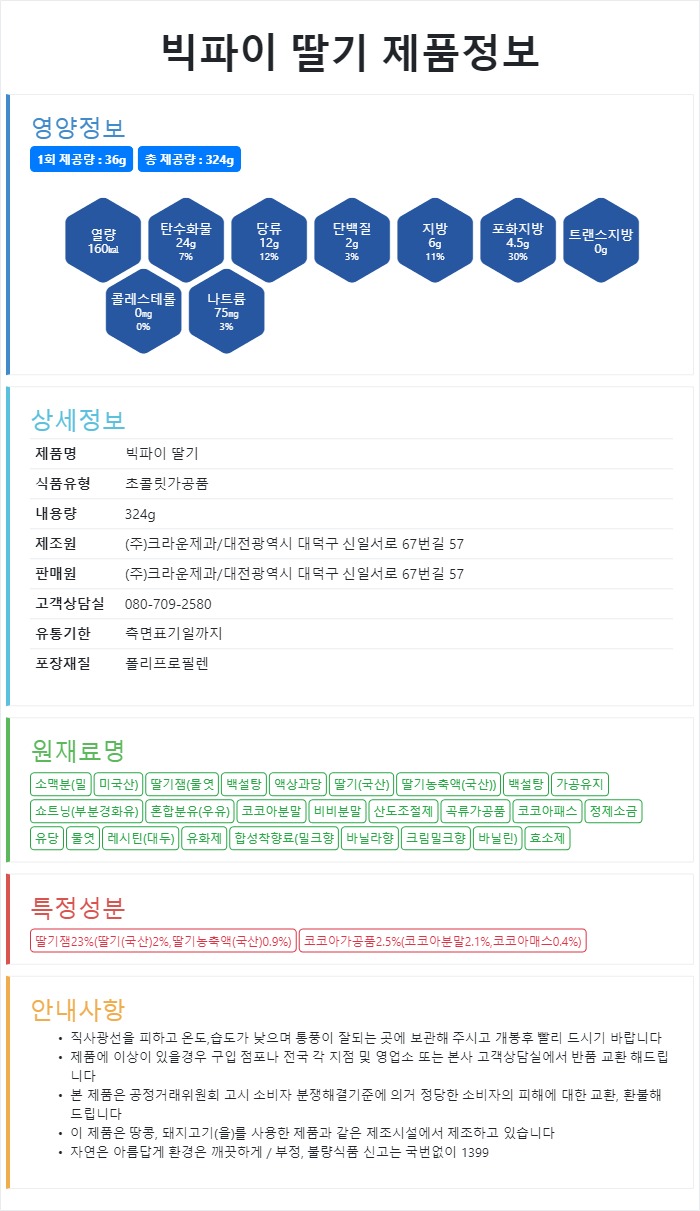 빅파이 딸기 제품정보
영양정보
1회 제공량 : 36g 총 제공량 : 324g
열량 탄수화물 당류 단백질 지방 포화지방 트랜스지방
160㎉ 24g 12g 2g 6g 4.5g 0g
7% 12% 3% 11% 30%
콜레스테롤 나트륨
0㎎ 75㎎
0% 3%
상세정보
제품명 빅파이 딸기
식품유형 초콜릿가공품
내용량 324g
제조원 (주)크라운제과/대전광역시 대덕구 신일서로 67번길 57
판매원 (주)크라운제과/대전광역시 대덕구 신일서로 67번길 57
고객상담실 080-709-2580
유통기한 측면표기일까지
포장재질 폴리프로필렌
원재료명
소맥분(밀 미국산) 딸기잼(물엿 백설탕 액상과당 딸기(국산) 딸기농축액(국산)) 백설탕 가공유지
쇼트닝(부분경화유) 혼합분유(우유) 코코아분말 비비분말 산도조절제 곡류가공품 코코아패스 정제소금
유당 물엿 레시틴(대두) 유화제 합성착향료(밀크향 바닐라향 크림밀크향 바닐린) 효소제
특정성분
딸기잼23%(딸기(국산)2%,딸기농축액(국산)0.9%) 코코아가공품2.5%(코코아분말2.1%,코코아매스0.4%)
안내사항
• 직사광선을 피하고 온도,습도가 낮으며 통풍이 잘되는 곳에 보관해 주시고 개봉후 빨리 드시기 바랍니다
• 제품에 이상이 있을경우 구입 점포나 전국 각 지점 및 영업소 또는 본사 고객상담실에서 반품 교환 해드립
니다
• 본 제품은 공정거래위원회 고시 소비자 분쟁해결기준에 의거 정당한 소비자의 피해에 대한 교환, 환불해
드립니다
• 이 제품은 땅콩, 돼지고기(을)를 사용한 제품과 같은 제조시설에서 제조하고 있습니다
• 자연은 아름답게 환경은 깨끗하게 / 부정, 불량식품 신고는 국번없이 1399